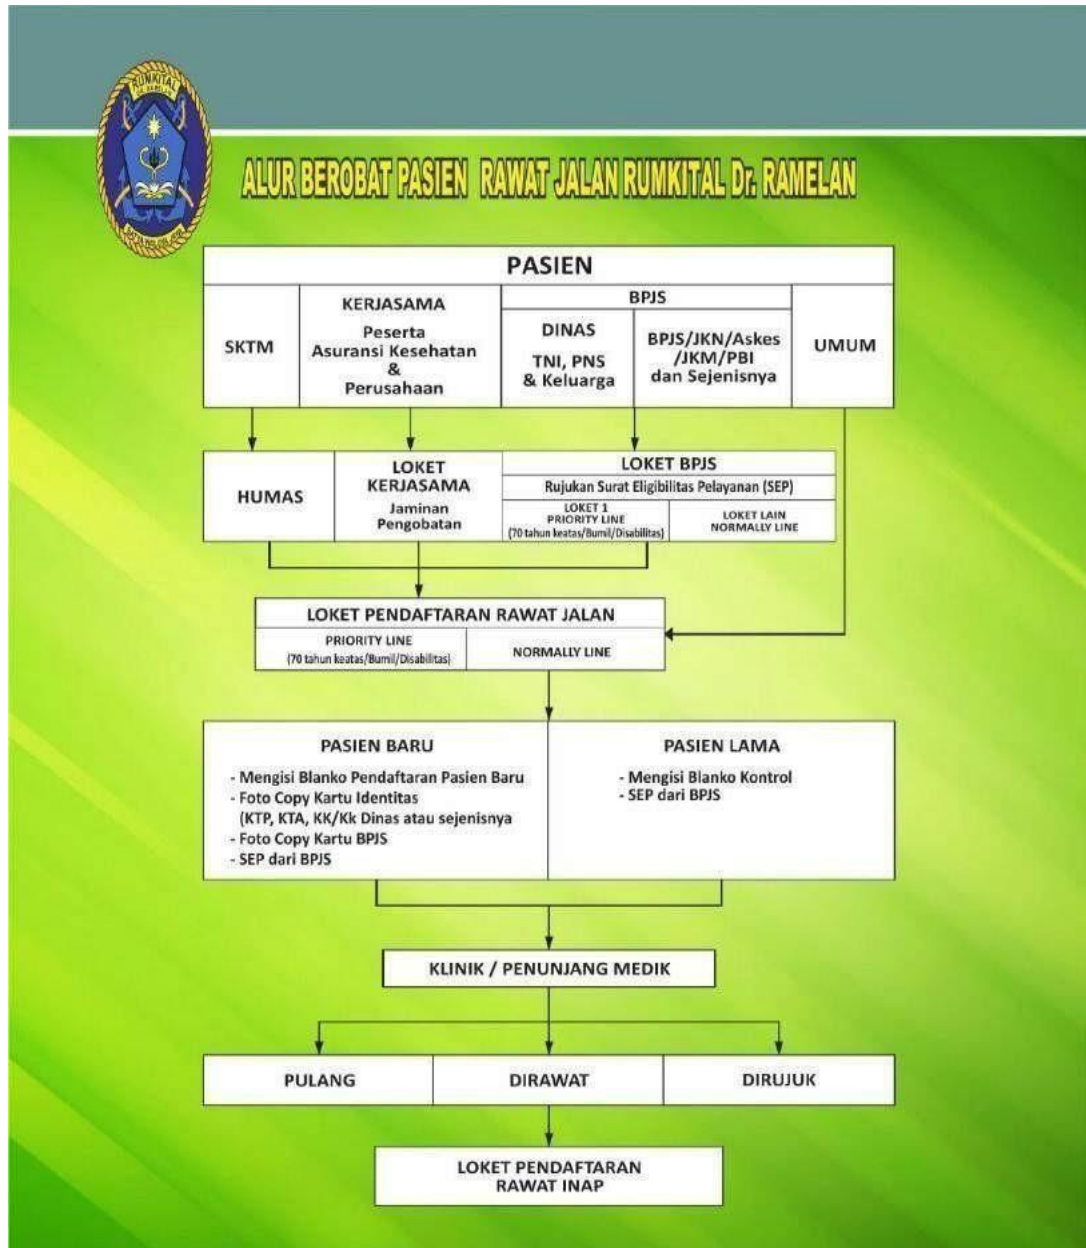 RUMKITAL
ALUR BEROBAT PASIEN RAWAT JALAN RUMKITAL Dr. RAMELAN
PASIEN
SKTM
KERJASAMA
Peserta
Asuransi Kesehatan
&
Perusahaan
BPJS
DINAS
TNI, PNS
& Keluarga
BPJS/JKN/Askes
/JKM/PBI
dan Sejenisnya
UMUM
HUMAS
LOKET
KERJASAMA
Jaminan
Pengobatan
LOKET BPJS
Rujukan Surat Eligibilitas Pelayanan (SEP)
LOKET 1
PRIORITY LINE
(70 tahun keatas/Bumil/Disabilitas)
LOKET LAIN
NORMALLY LINE
LOKET PENDAFTARAN RAWAT JALAN
PRIORITY LINE
(70 tahun keatas/Bumil/Disabilitas)
NORMALLY LINE
PASIEN BARU
- Mengisi Blanko Pendaftaran Pasien Baru
- Foto Copy Kartu Identitas
(KTP, KTA, KK/Kk Dinas atau sejenisnya
- Foto Copy Kartu BPJS
- SEP dari BPJS
PASIEN LAMA
- Mengisi Blanko Kontrol
- SEP dari BPJS
KLINIK / PENUNJANG MEDIK
PULANG
DIRAWAT
DIRUJUK
LOKET PENDAFTARAN
RAWAT INAP